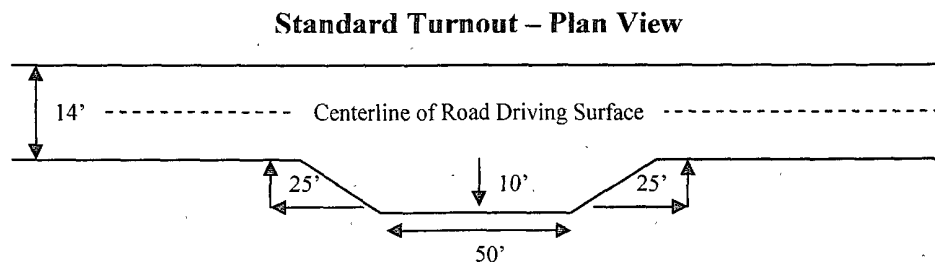 Standard Turnout – Plan View
14’
Centerline of Road Driving Surface
25’
10’
25’
50’